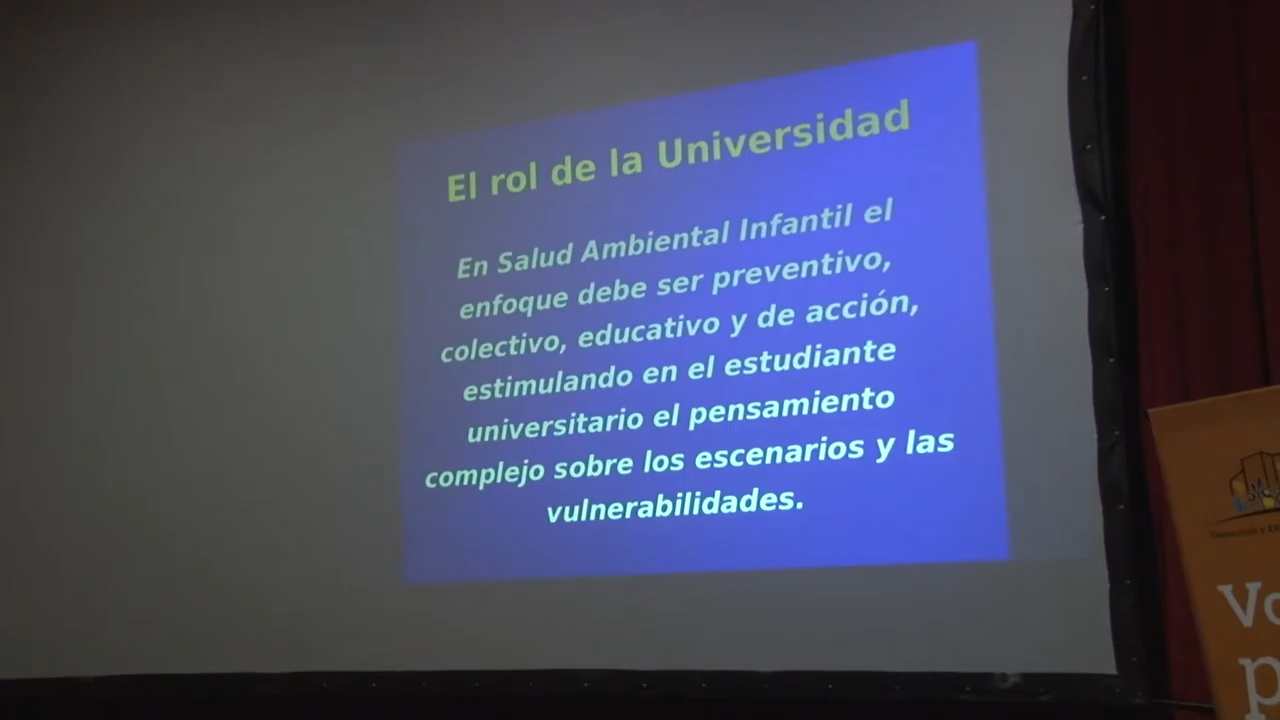 El rol de la Universidad
En Salud Ambiental Infantil el
enfoque debe ser preventivo,
colectivo, educativo y de acción,
estimulando en el estudiante
universitario el pensamiento
complejo sobre los escenarios y las
vulnerabilidades.